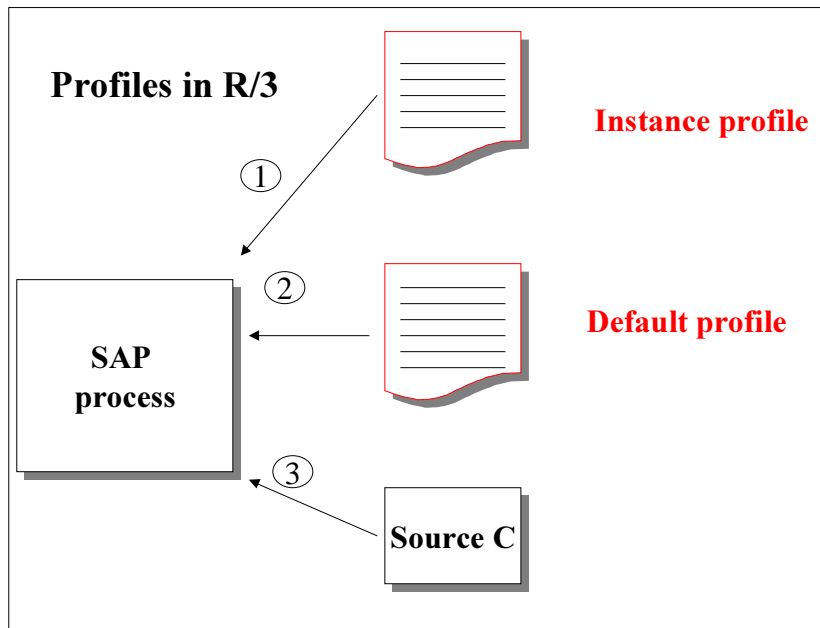 Profiles in R/3
Instance profile
1
2
Default profile
SAP
process
3
Source C